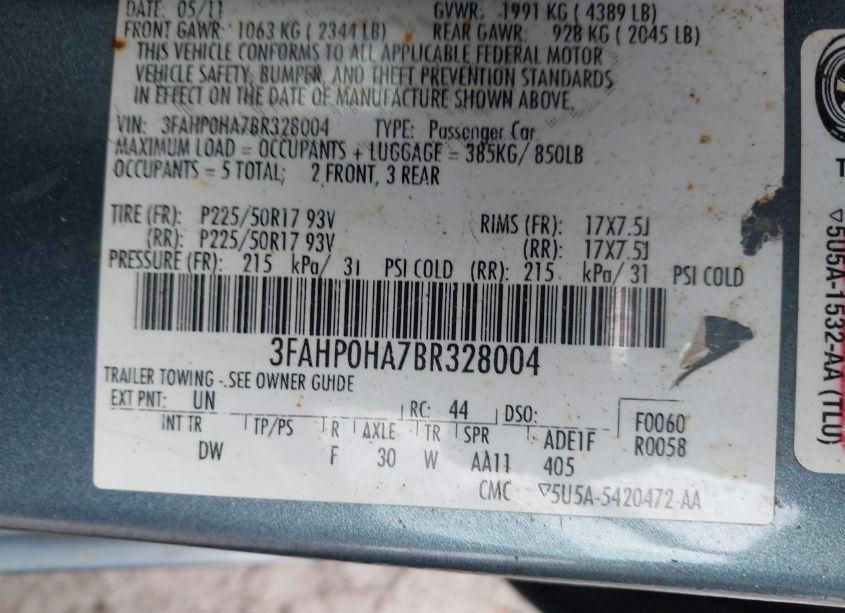 DATE: 05/11 GVWR: 1991 KG ( 4389 LB)
FRONT GAWR: 1063 KG ( 2344 LB) REAR GAWR: 928 KG ( 2045 LB)
THIS VEHICLE CONFORMS TO ALL APPLICABLE FEDERAL MOTOR
VEHICLE SAFETY, BUMPER, AND THEFT PREVENTION STANDARDS
IN EFFECT ON THE DATE OF MANUFACTURE SHOWN ABOVE.
VIN: 3FAHP0HA7BR328004 TYPE: Passenger Car
MAXIMUM LOAD = OCCUPANTS + LUGGAGE = 385KG/ 850LB
OCCUPANTS = 5 TOTAL; 2 FRONT, 3 REAR
TIRE (FR): P225/50R17 93V RIMS (FR): 17X7.5J
(RR): P225/50R17 93V (RR): 17X7.5J
PRESSURE (FR): 215 kPa/ 31 PSI COLD (RR): 215 kPa/ 31 PSI COLD
3FAHP0HA7BR328004
TRAILER TOWING - SEE OWNER GUIDE
EXT PNT: UN RC: 44 DSO: F0060
INT TR TP/PS R AXLE TR SPR ADE1F R0058
DW F 30 W AA11 405
CMC ▽5U5A-5420472-AA
▽5U5A-1532-AA (TLU)